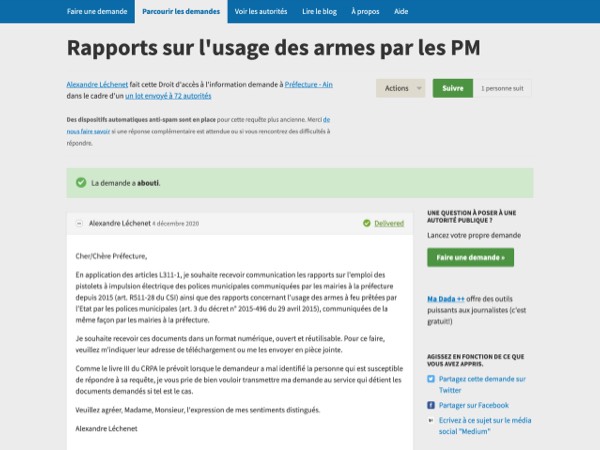 Faire une demande Parcourir les demandes Voir les autorités Lire le blog À propos Aide
Rapports sur l'usage des armes par les PM
Alexandre Léchenet fait cette Droit d'accès à l'information demande à Préfecture - Ain
dans le cadre d'un un lot envoyé à 72 autorités
Actions
Suivre
1 personne suit
Des dispositifs automatiques anti-spam sont en place pour cette requête plus ancienne. Merci de
nous faire savoir si une réponse complémentaire est attendue ou si vous rencontrez des difficultés à
répondre.
La demande a abouti.
Alexandre Léchenet 4 décembre 2020
Delivered
Cher/Chère Préfecture,
En application des articles L311-1, je souhaite recevoir communication les rapports sur l'emploi des
pistolets à impulsion électrique des polices municipales communiquées par les mairies à la préfecture
depuis 2015 (art. R511-28 du CSI) ainsi que des rapports concernant l'usage des armes à feu prêtées par
l'Etat par les polices municipales (art. 3 du décret n° 2015-496 du 29 avril 2015), communiquées de la
même façon par les mairies à la préfecture.
Je souhaite recevoir ces documents dans un format numérique, ouvert et réutilisable. Pour ce faire,
veuillez m'indiquer leur adresse de téléchargement ou me les envoyer en pièce jointe.
Comme le livre III du CRPA le prévoit lorsque le demandeur a mal identifié la personne qui est susceptible
de répondre à sa requête, je vous prie de bien vouloir transmettre ma demande au service qui détient les
documents demandés si tel est le cas.
Veuillez agréer, Madame, Monsieur, l'expression de mes sentiments distingués.
Alexandre Léchenet
UNE QUESTION À POSER À UNE
AUTORITÉ PUBLIQUE ?
Lancez votre propre demande
Faire une demande »
Ma Dada ++ offre des outils
puissants aux journalistes (c'est
gratuit!)
AGISSEZ EN FONCTION DE CE QUE
VOUS AVEZ APPRIS.
Partagez cette demande sur
Twitter
Partager sur Facebook
Ecrivez à ce sujet sur le média
social "Medium"